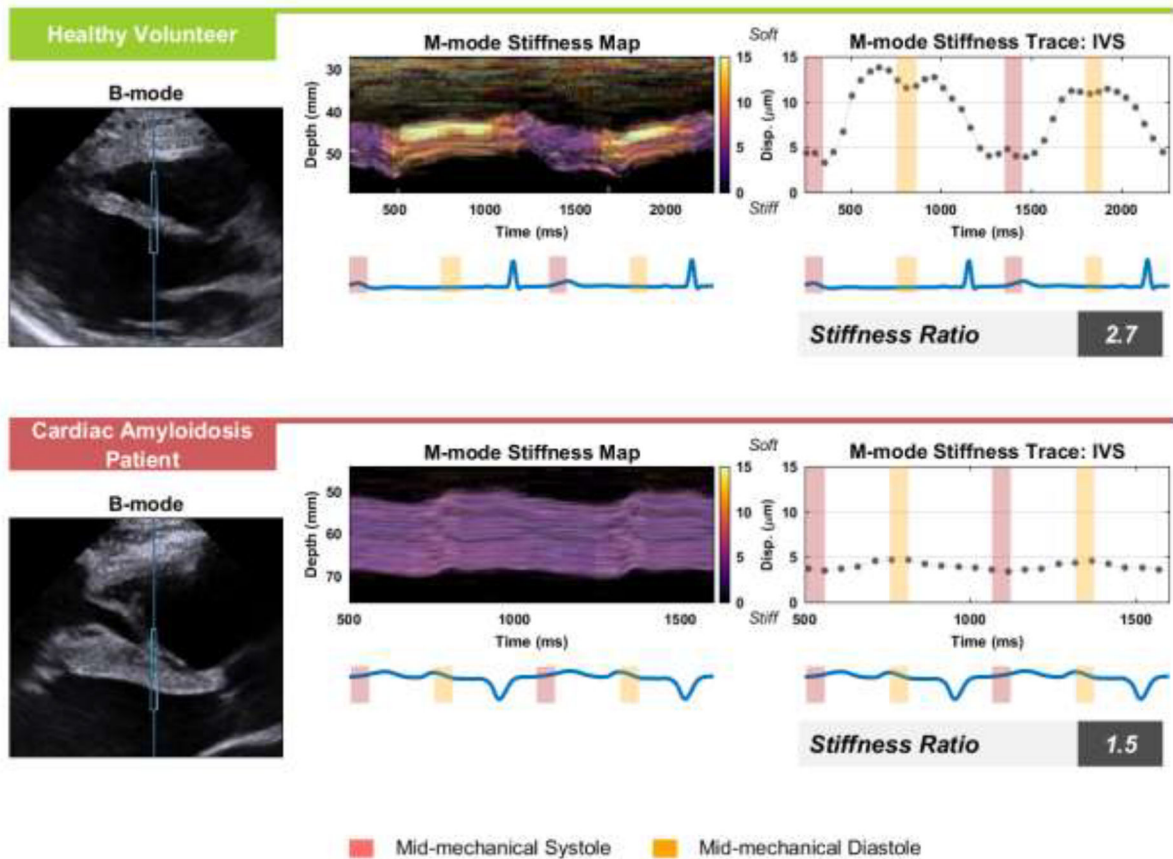 Healthy Volunteer
B-mode
M-mode Stiffness Map
Soft
M-mode Stiffness Trace: IVS
Depth (mm)
30
40
50
15
10
5
0
Disp. (μm)
15
10
5
0
Stiff
500 1000 1500 2000
Time (ms)
500 1000 1500 2000
Time (ms)
Stiffness Ratio 2.7
Cardiac Amyloidosis
Patient
B-mode
M-mode Stiffness Map
Soft
M-mode Stiffness Trace: IVS
Depth (mm)
50
60
70
15
10
5
0
Disp. (μm)
15
10
5
0
Stiff
500 1000 1500
Time (ms)
500 1000 1500
Time (ms)
Stiffness Ratio 1.5
Mid-mechanical Systole Mid-mechanical Diastole